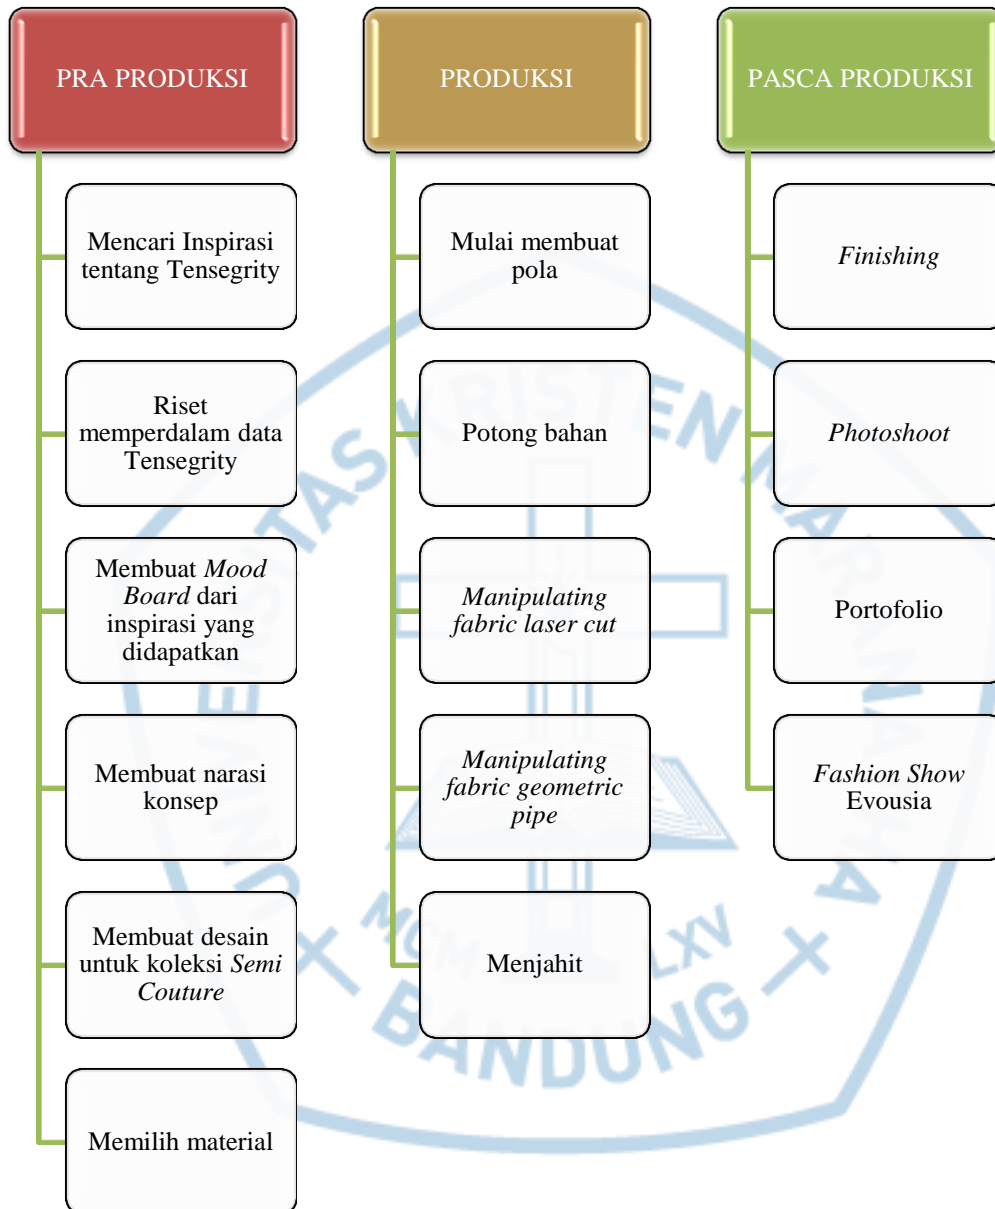 PRA PRODUKSI
Mencari Inspirasi
tentang Tensegrity
Riset
memperdalam data
Tensegrity
Membuat Mood
Board dari
inspirasi yang
didapatkan
Membuat narasi
konsep
Membuat desain
untuk koleksi Semi
Couture
Memilih material
PRODUKSI
Mulai membuat
pola
Potong bahan
Manipulating
fabric laser cut
Manipulating
fabric geometric
pipe
Menjahit
PASCA PRODUKSI
Finishing
Photoshoot
Portofolio
Fashion Show
Evousia
KRISTEN
BANDUNG